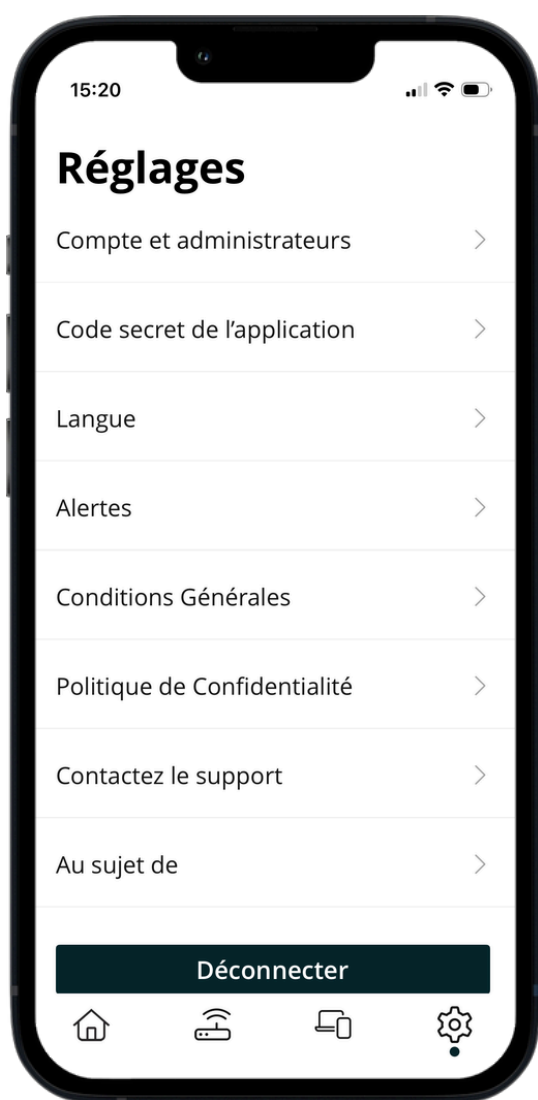 15:20
Réglages
Compte et administrateurs
Code secret de l’application
Langue
Alertes
Conditions Générales
Politique de Confidentialité
Contactez le support
Au sujet de
Déconnecter